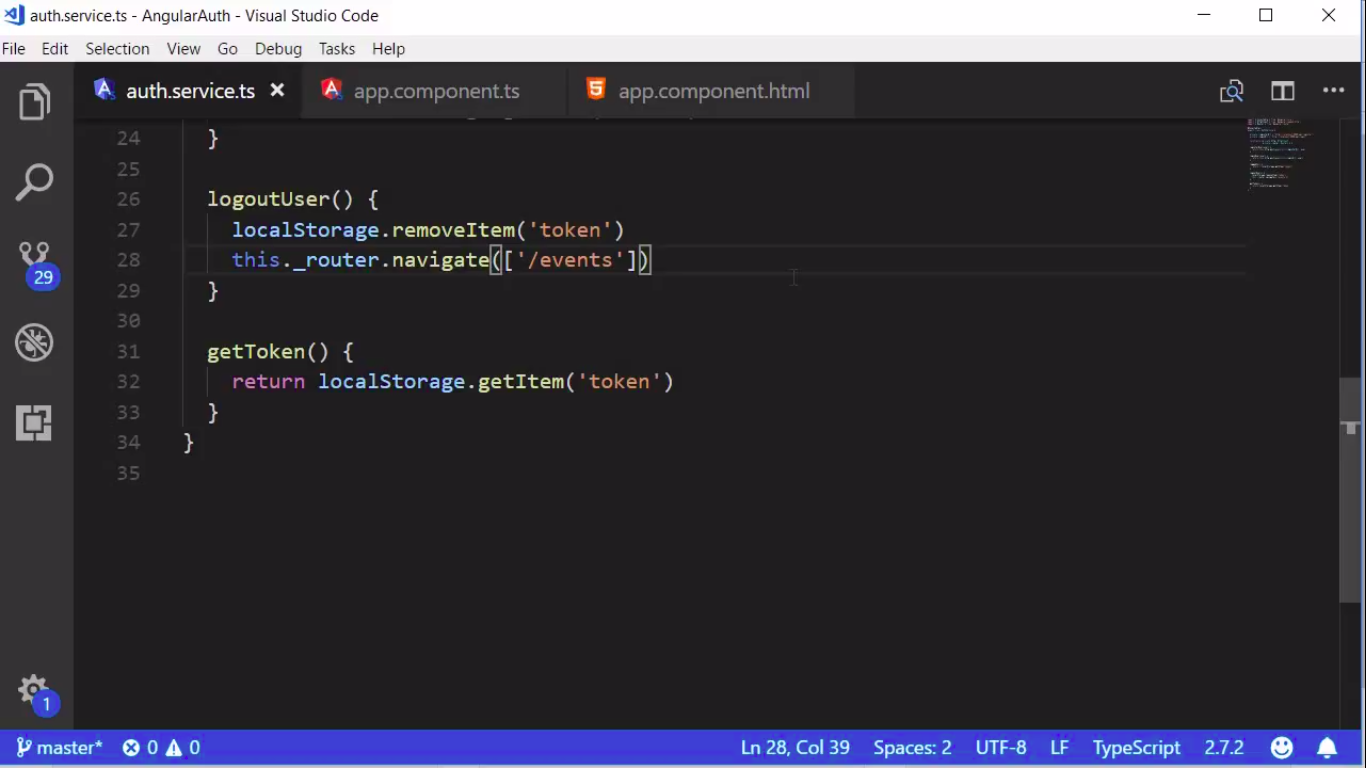 auth.service.ts - AngularAuth - Visual Studio Code
File Edit Selection View Go Debug Tasks Help
auth.service.ts app.component.ts app.component.html
24 }
25
26 logoutUser() {
27 localStorage.removeItem('token')
28 this._router.navigate(['/events'])
29 }
30
31 getToken() {
32 return localStorage.getItem('token')
33 }
34 }
35
29
1
master* 0 0 Ln 28, Col 39 Spaces: 2 UTF-8 LF TypeScript 2.7.2